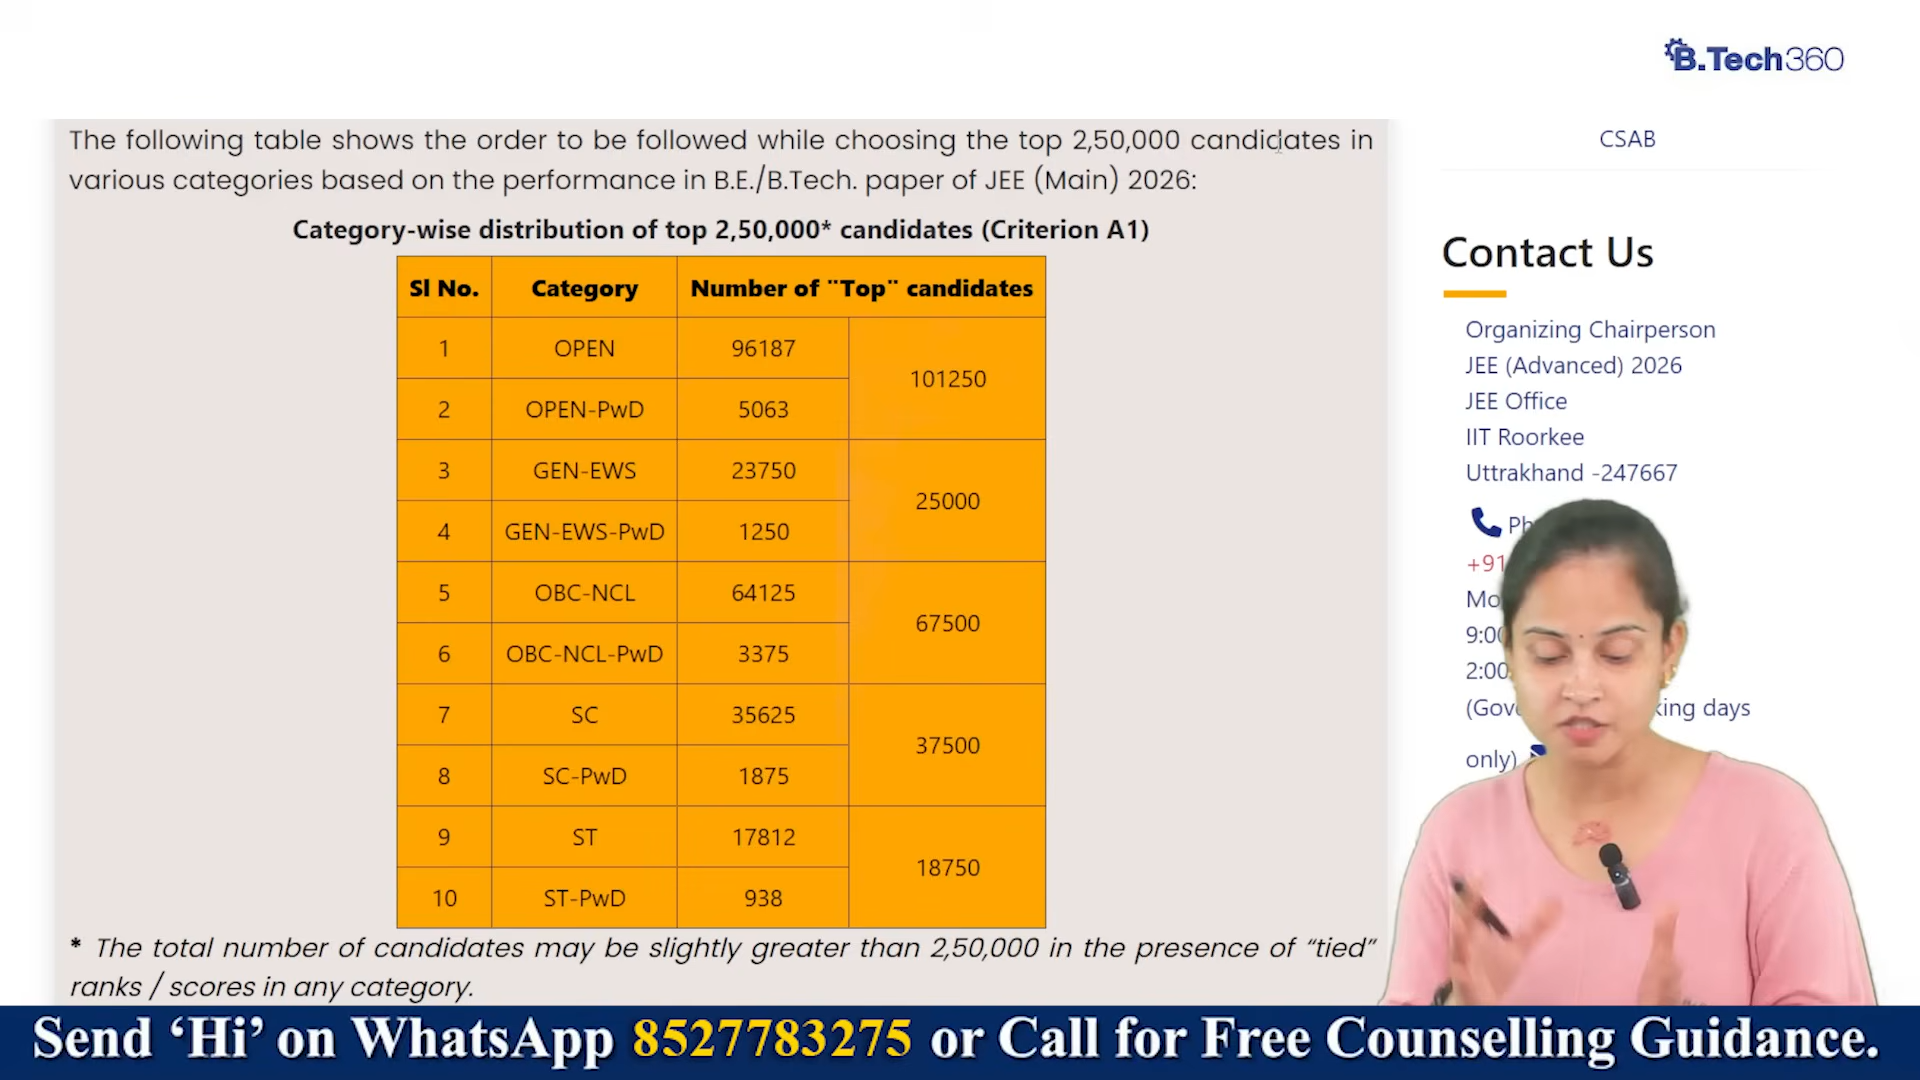 B.Tech360
The following table shows the order to be followed while choosing the top 2,50,000 candidates in
various categories based on the performance in B.E./B.Tech. paper of JEE (Main) 2026:
Category-wise distribution of top 2,50,000* candidates (Criterion A1)
Sl No. Category Number of "Top" candidates
1 OPEN 96187 101250
2 OPEN-PwD 5063
3 GEN-EWS 23750 25000
4 GEN-EWS-PwD 1250
5 OBC-NCL 64125 67500
6 OBC-NCL-PwD 3375
7 SC 35625 37500
8 SC-PwD 1875
9 ST 17812 18750
10 ST-PwD 938
* The total number of candidates may be slightly greater than 2,50,000 in the presence of “tied”
ranks / scores in any category.
CSAB
Contact Us
Organizing Chairperson
JEE (Advanced) 2026
JEE Office
IIT Roorkee
Uttrakhand -247667
+91
9:00
2:00
days
only)
Send ‘Hi’ on WhatsApp 8527783275 or Call for Free Counselling Guidance.